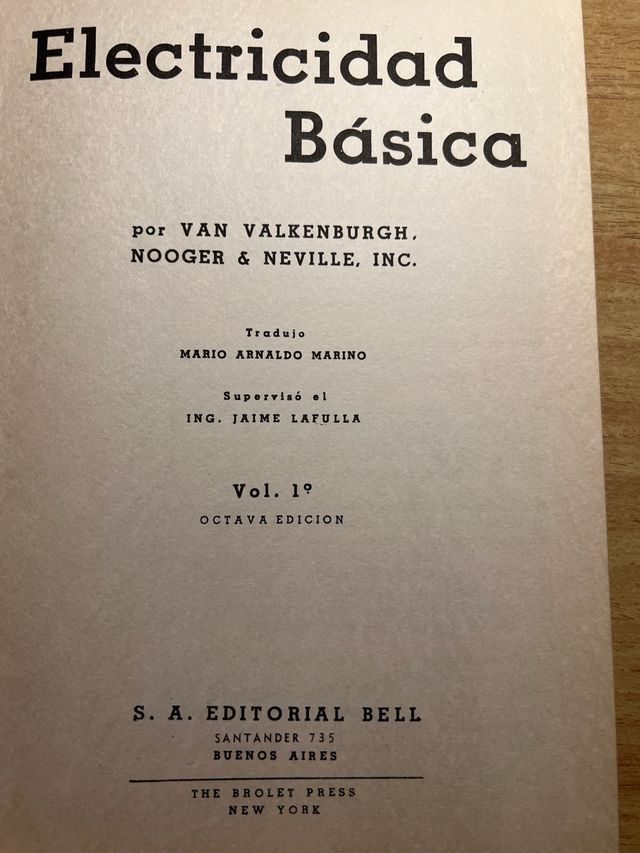 Electricidad
Básica
por VAN VALKENBURGH,
NOOGER & NEVILLE, INC.
Tradujo
MARIO ARNALDO MARINO
Supervisó el
ING. JAIME LAFULLA
Vol. 1º
OCTAVA EDICION
S. A. EDITORIAL BELL
SANTANDER 735
BUENOS AIRES
THE BROLET PRESS
NEW YORK